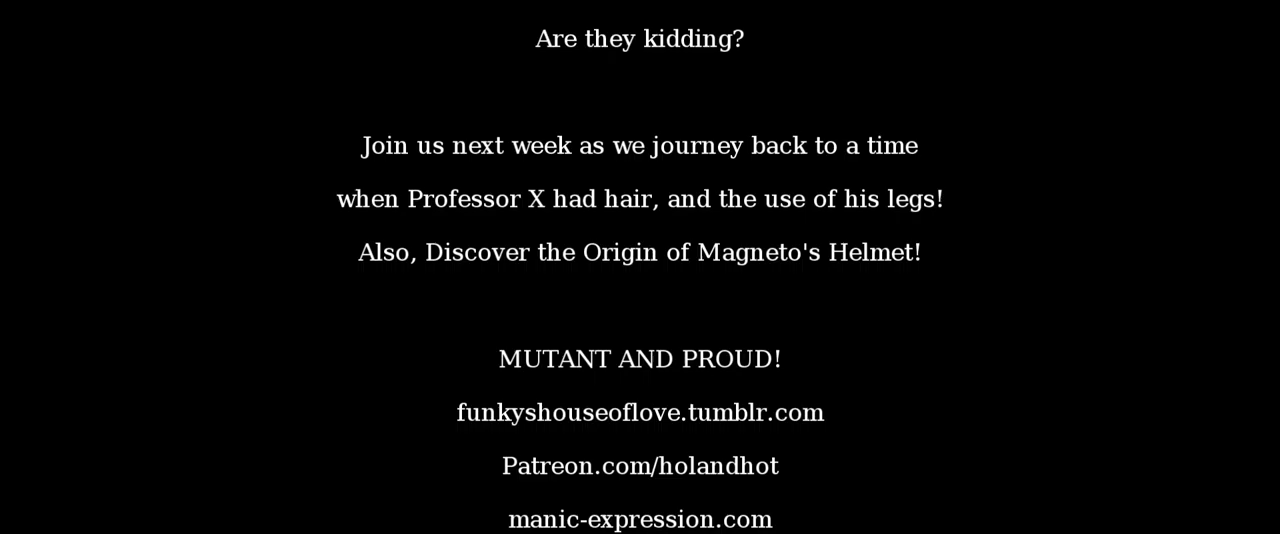 Are they kidding?
Join us next week as we journey back to a time
when Professor X had hair, and the use of his legs!
Also, Discover the Origin of Magneto's Helmet!
MUTANT AND PROUD!
funkyshouseoflove.tumblr.com
Patreon.com/holandhot
manic-expression.com